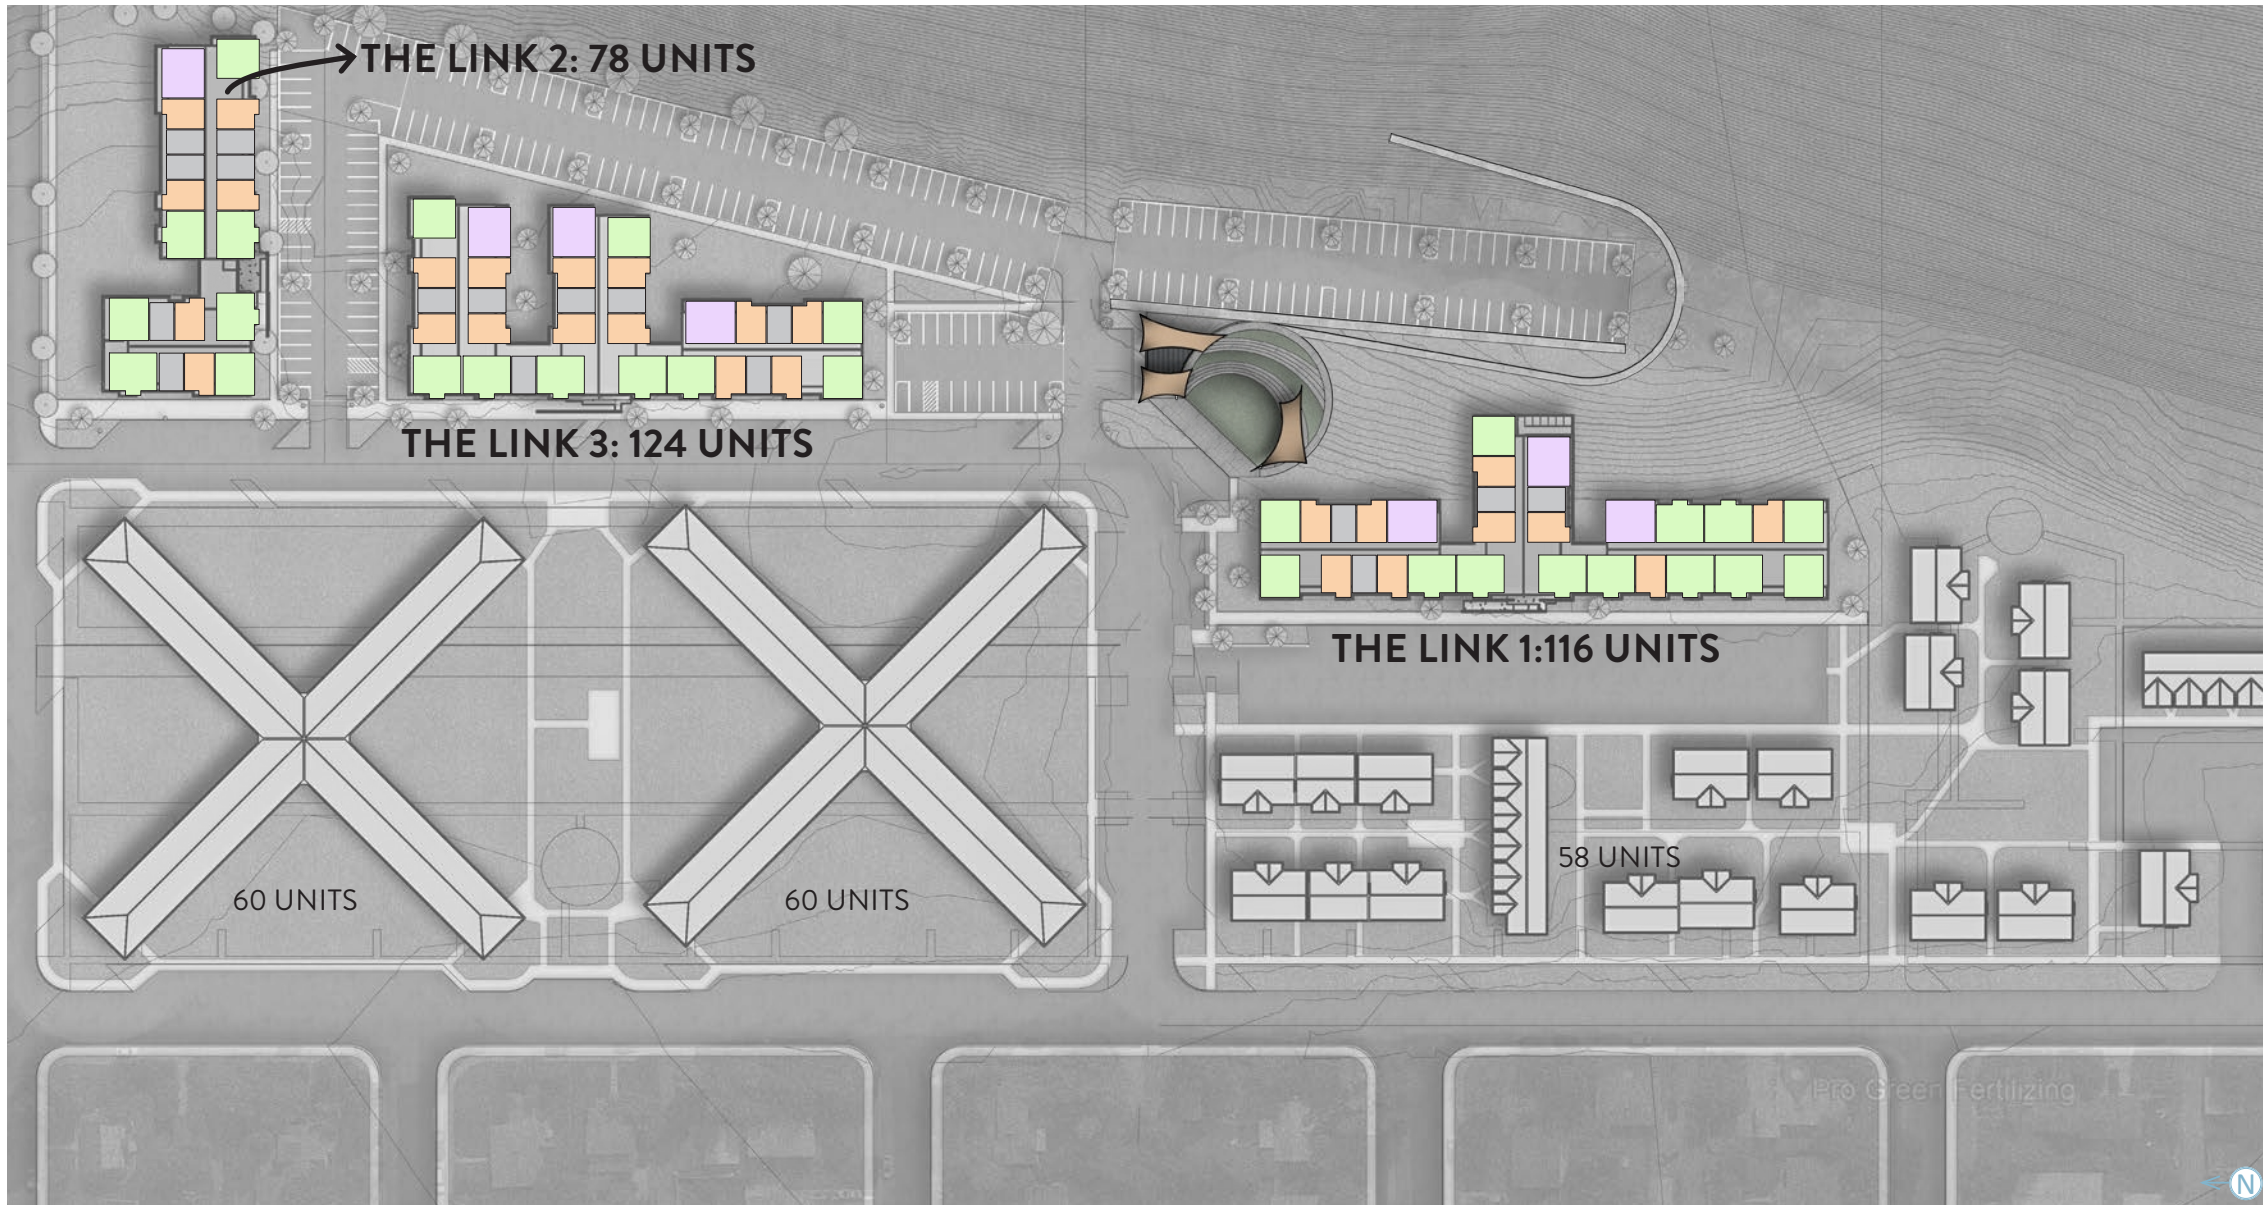 THE LINK 2: 78 UNITS
THE LINK 3: 124 UNITS
THE LINK 1:116 UNITS
58 UNITS
60 UNITS
60 UNITS
Pro Green Fertilizing
N